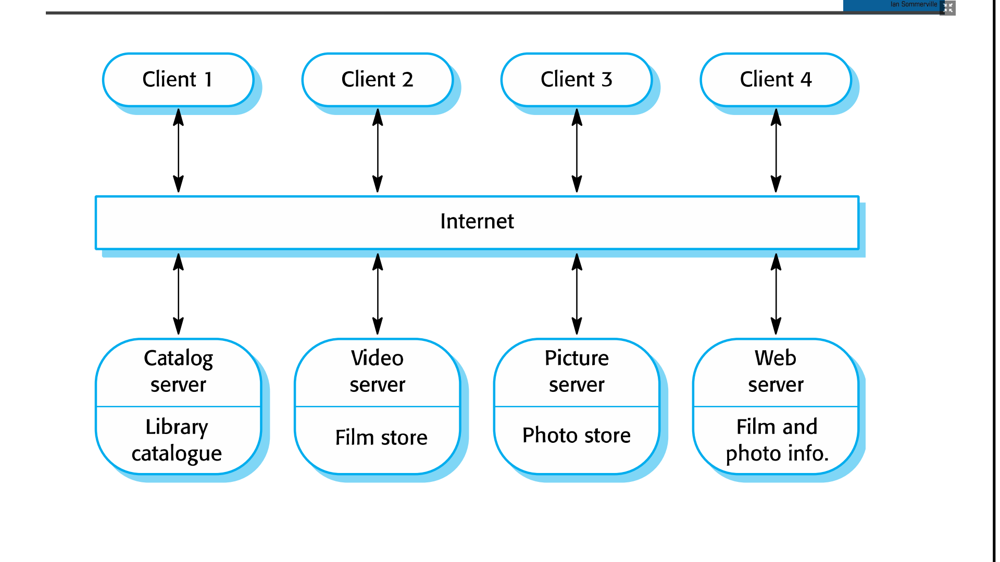 Ian Sommerville
Client 1
Client 2
Client 3
Client 4
Internet
Catalog
server
Library
catalogue
Video
server
Film store
Picture
server
Photo store
Web
server
Film and
photo info.